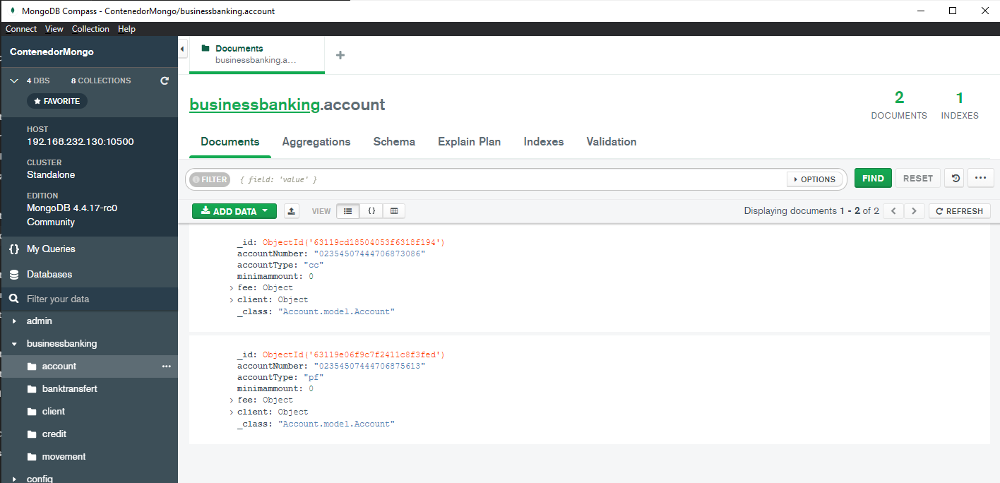 MongoDB Compass - ContenedorMongo/businessbanking.account
Connect View Collection Help
ContenedorMongo
4 DBS 8 COLLECTIONS
FAVORITE
HOST
192.168.232.130:10500
CLUSTER
Standalone
EDITION
MongoDB 4.4.17-rc0
Community
My Queries
Databases
Filter your data
admin
businessbanking
account
banktransfert
client
credit
movement
config
Documents
businessbanking.a...
businessbanking.account
2
DOCUMENTS
1
INDEXES
Documents Aggregations Schema Explain Plan Indexes Validation
FILTER { field: 'value' } OPTIONS FIND RESET
ADD DATA VIEW Displaying documents 1 - 2 of 2 REFRESH
_id: ObjectId('63119cd18504053f6318f194')
accountNumber: "02354507444706873086"
accountType: "cc"
minimammount: 0
fee: Object
client: Object
_class: "Account.model.Account"
_id: ObjectId('63119e06f9c7f2411c8f3fed')
accountNumber: "02354507444706875613"
accountType: "pf"
minimammount: 0
fee: Object
client: Object
_class: "Account.model.Account"